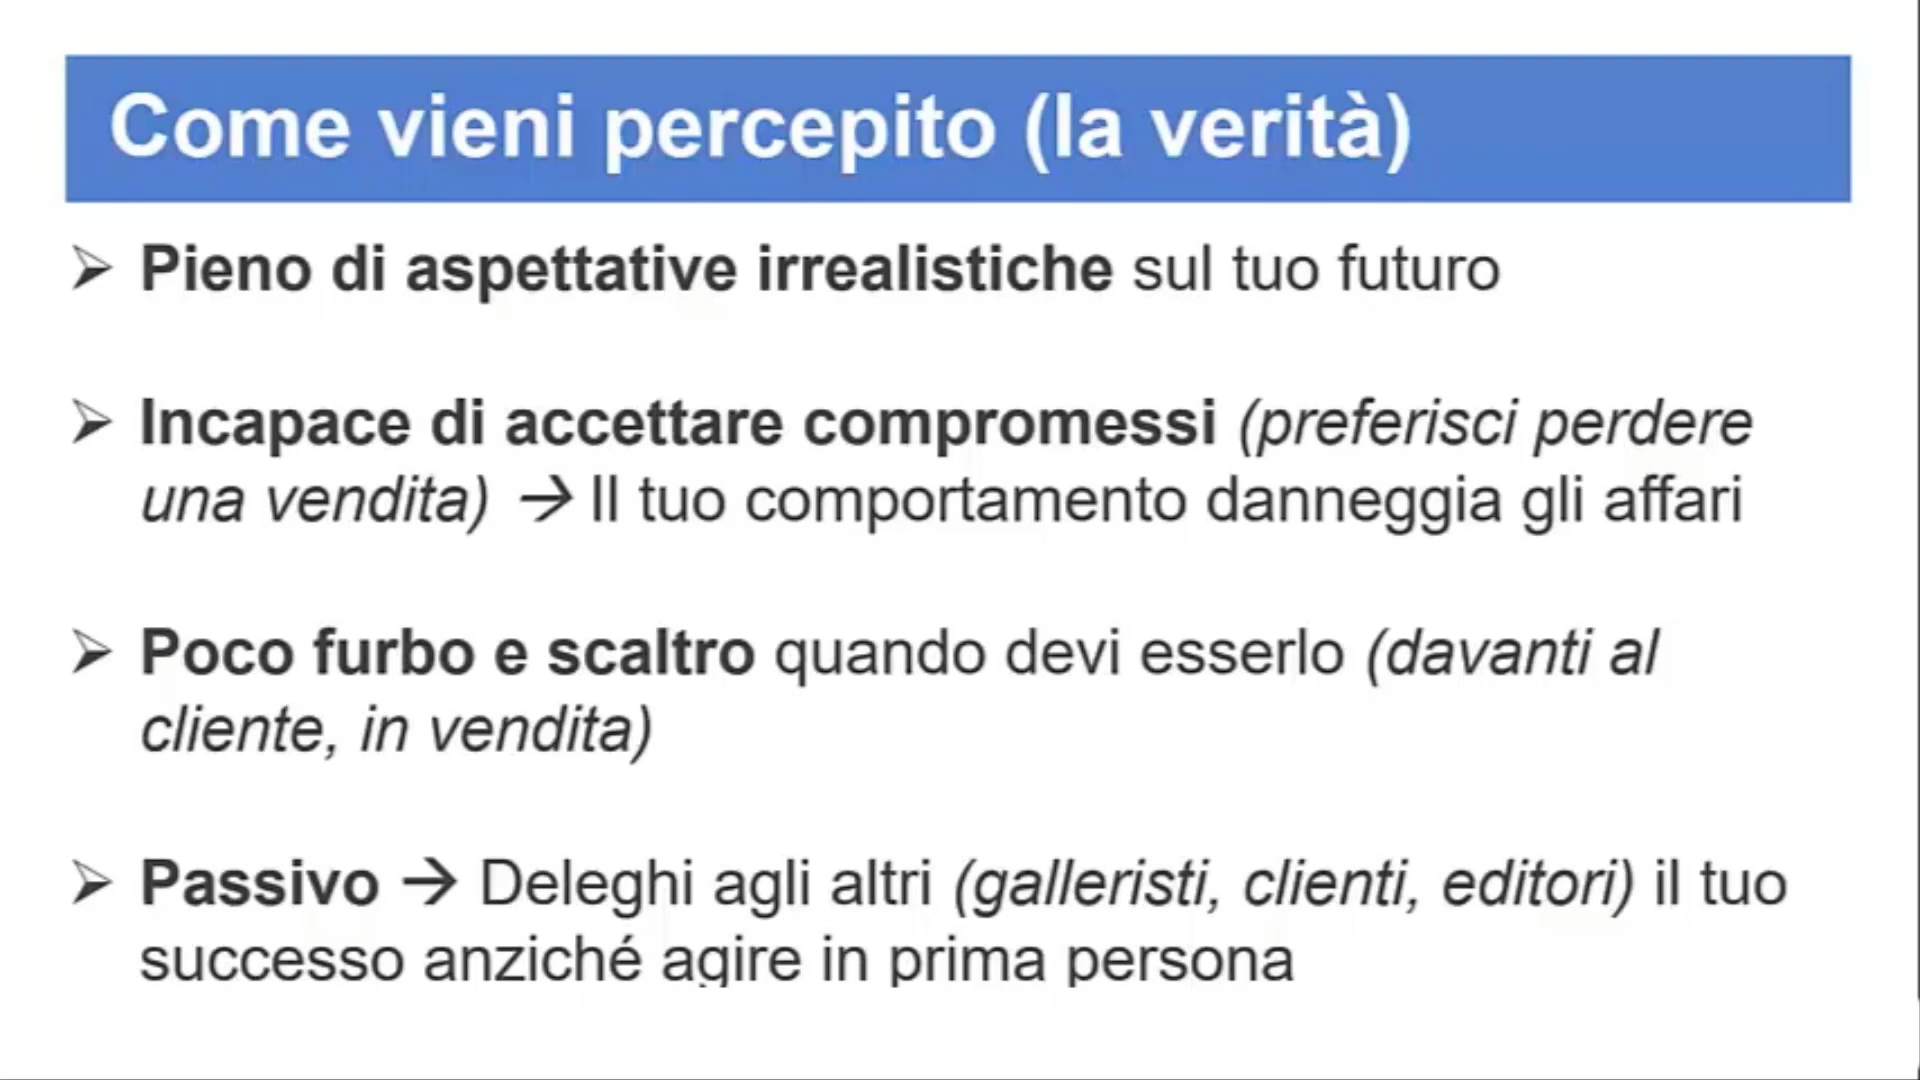 Come vieni percepito (la verità)
➢ Pieno di aspettative irrealistiche sul tuo futuro
➢ Incapace di accettare compromessi (preferisci perdere
una vendita) → Il tuo comportamento danneggia gli affari
➢ Poco furbo e scaltro quando devi esserlo (davanti al
cliente, in vendita)
➢ Passivo → Deleghi agli altri (galleristi, clienti, editori) il tuo
successo anziché agire in prima persona